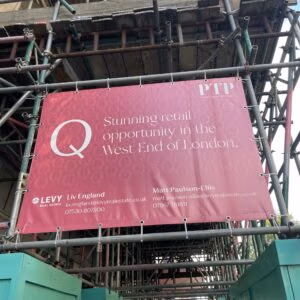 PTP
Q
Stunning retail
opportunity in the
West End of London.
LEVY
Liv England
Matt Paulson-Ellis